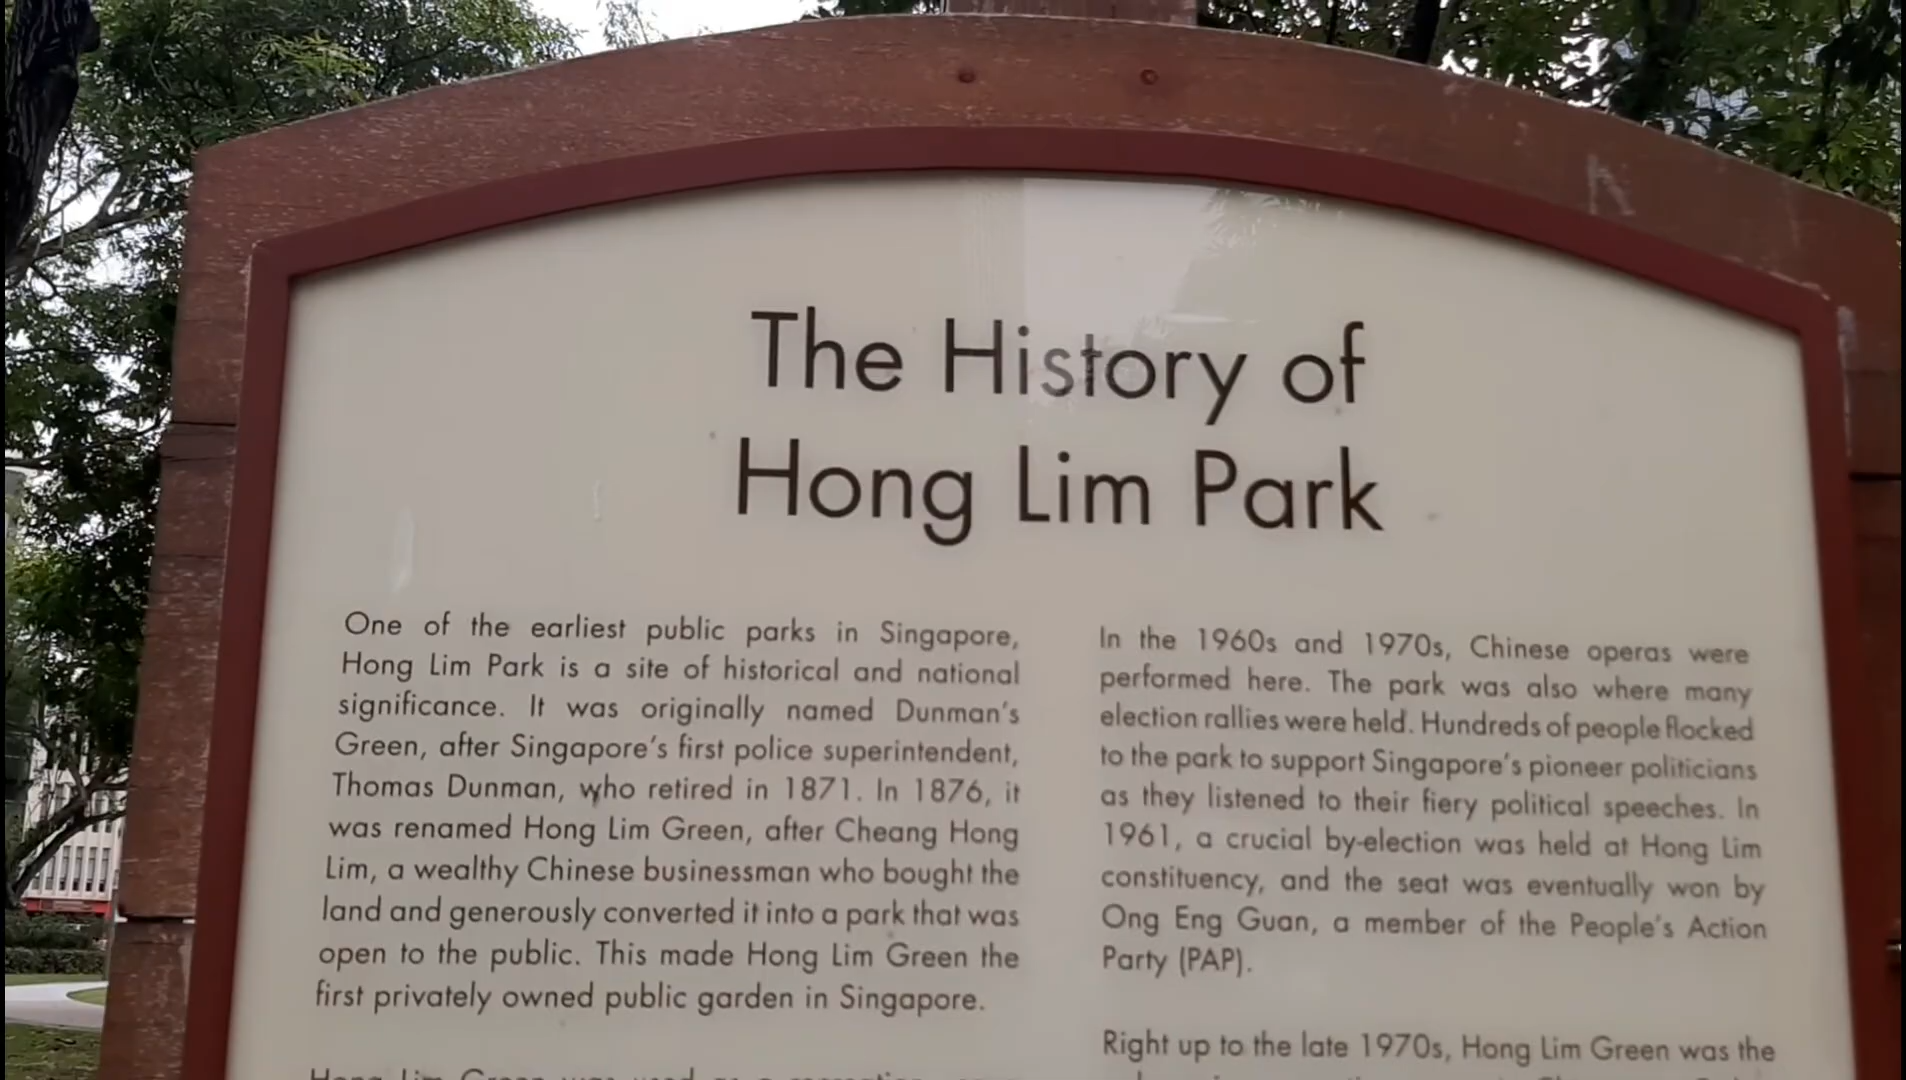 The History of
Hong Lim Park
One of the earliest public parks in Singapore,
Hong Lim Park is a site of historical and national
significance. It was originally named Dunman's
Green, after Singapore's first police superintendent,
Thomas Dunman, who retired in 1871. In 1876, it
was renamed Hong Lim Green, after Cheang Hong
Lim, a wealthy Chinese businessman who bought the
land and generously converted it into a park that was
open to the public. This made Hong Lim Green the
first privately owned public garden in Singapore.
Hong Lim Green was used as a
In the 1960s and 1970s, Chinese operas were
performed here. The park was also where many
election rallies were held. Hundreds of people flocked
to the park to support Singapore's pioneer politicians
as they listened to their fiery political speeches. In
1961, a crucial by-election was held at Hong Lim
constituency, and the seat was eventually won by
Ong Eng Guan, a member of the People's Action
Party (PAP).
Right up to the late 1970s, Hong Lim Green was the